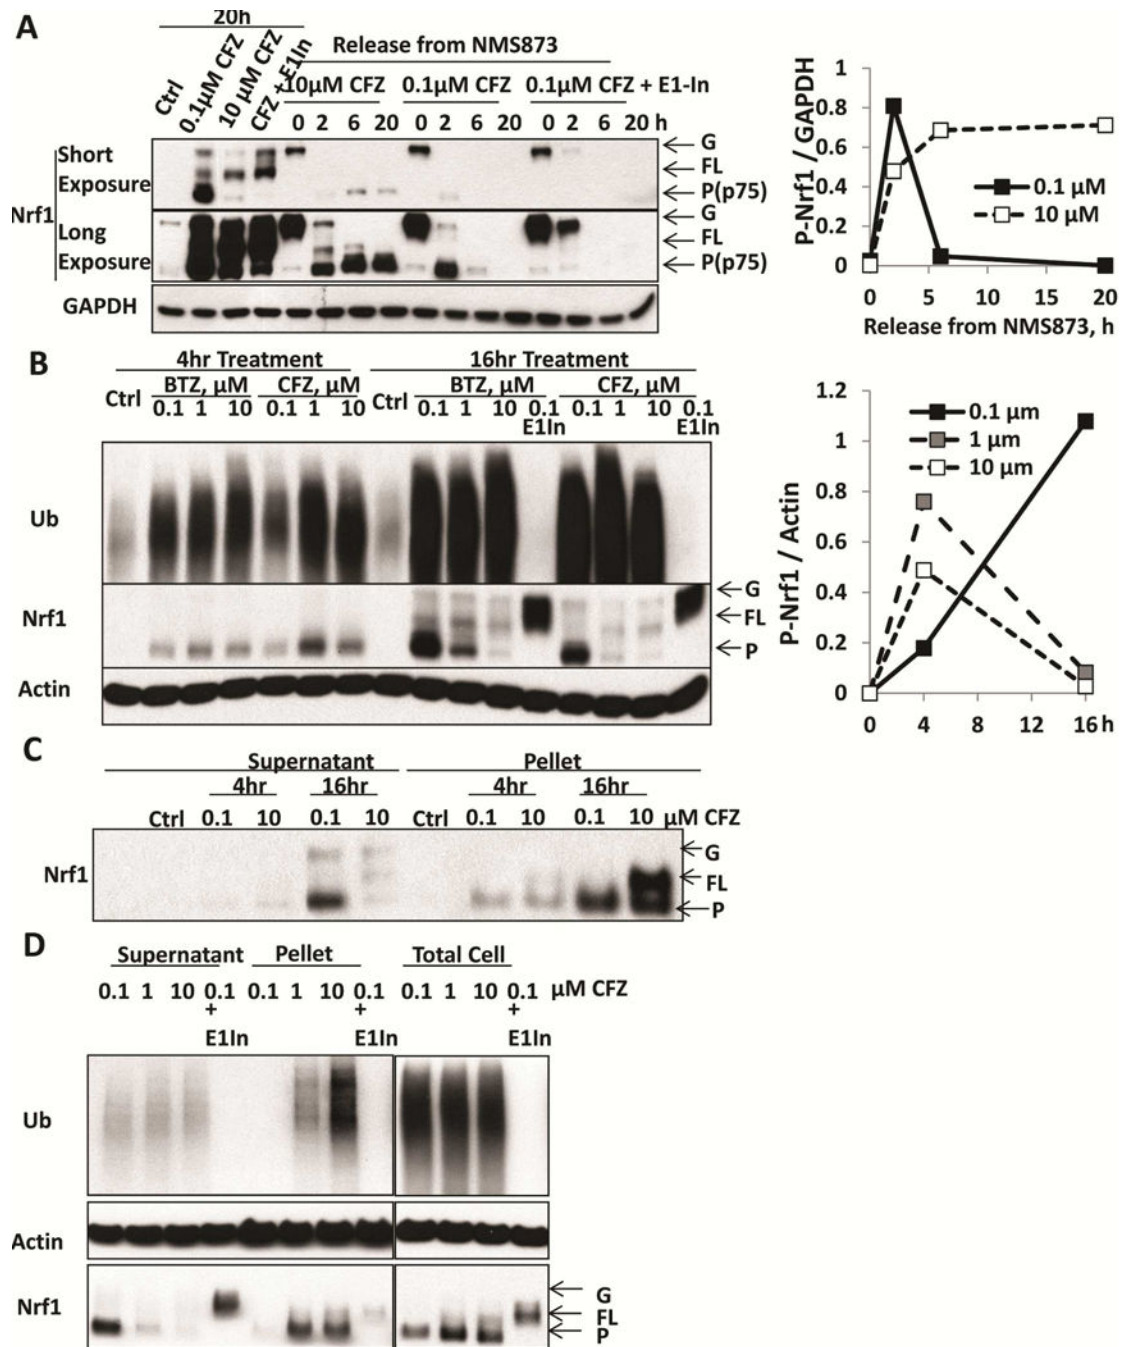 A
20h
Ctrl
0.1µM CFZ
10 µM CFZ
CFZ +E1In
Release from NMS873
10µM CFZ 0.1µM CFZ 0.1µM CFZ + E1-In
0 2 6 20 0 2 6 20 0 2 6 20 h
Nrf1
Short
Exposure
Long
Exposure
GAPDH
G
FL
P(p75)
G
FL
P(p75)
P-Nrf1 / GAPDH
1
0.8
0.6
0.4
0.2
0
0.1 µM
10 µM
0 5 10 15 20
Release from NMS873, h
B
4hr Treatment 16hr Treatment
Ctrl BTZ, µM CFZ, µM Ctrl BTZ, µM CFZ, µM
0.1 1 10 0.1 1 10 0.1 1 10 0.1 0.1 1 10 0.1
E1In E1In
Ub
Nrf1
Actin
G
FL
P
P-Nrf1 / Actin
1.2
1
0.8
0.6
0.4
0.2
0
0.1 µm
1 µm
10 µm
0 4 8 12 16 h
C
Supernatant Pellet
4hr 16hr 4hr 16hr
Ctrl 0.1 10 0.1 10 Ctrl 0.1 10 0.1 10 µM CFZ
Nrf1
G
FL
P
D
Supernatant Pellet Total Cell
0.1 1 10 0.1 0.1 1 10 0.1 0.1 1 10 0.1 µM CFZ
+ + +
E1In E1In E1In
Ub
Actin
Nrf1
G
FL
P